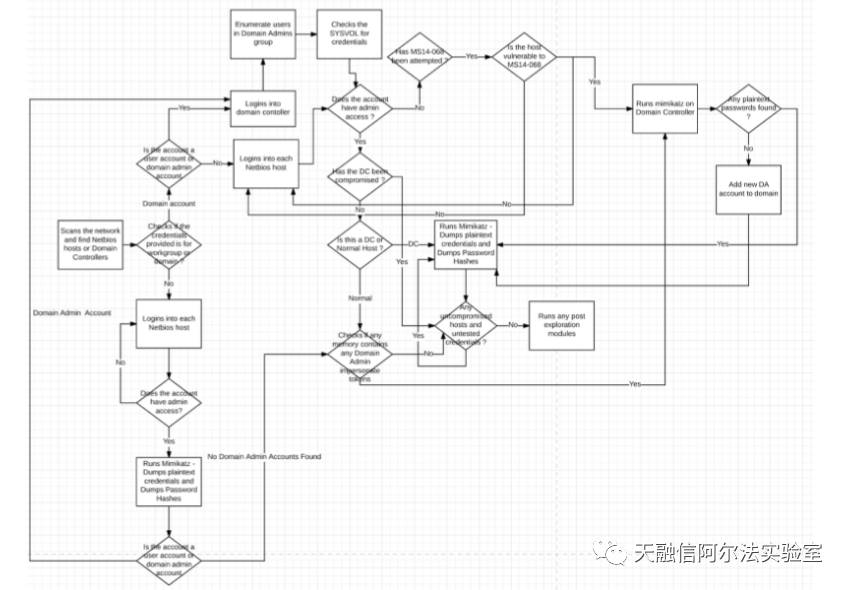 Enumerate users
in Domain Admins
group
Checks the
SYSVOL for
credentials
Has MS14-068
been attempted ?
Yes
Is the host
vulnerable to
MS14-068
Yes
Logins into
domain contoller
Yes
Does the account
have admin
access ?
No
Runs mimikatz on
Domain Controller
Any plaintext
passwords found
?
No
Is the account a
user account or
domain admin
account
No
Logins into each
Netbios host
Yes
Has the DC been
compromised ?
Add new DA
account to domain
Domain account
No
No
No
Scans the network
and find Netbios
hosts or Domain
Controllers
Checks if the
credentials
provided is for
workgroup or
domain ?
Is this a DC or
Normal Host ?
DC
Runs Mimikatz -
Dumps plaintext
credentials and
Dumps Password
Hashes
Yes
Yes
No
Normal
Domain Admin Account
Logins into each
Netbios host
Any
uncompromised
hosts and
untested
credentials ?
No
Runs any post
exploration
modules
Checks if any
memory contains
any Domain
Admin
impersonate
tokens
Yes
No
No
Yes
Does the account
have admin
access?
Yes
No Domain Admin Accounts Found
Runs Mimikatz -
Dumps plaintext
credentials and
Dumps Password
Hashes
Is the account a
user account or
domain admin
account
天融信阿尔法实验室